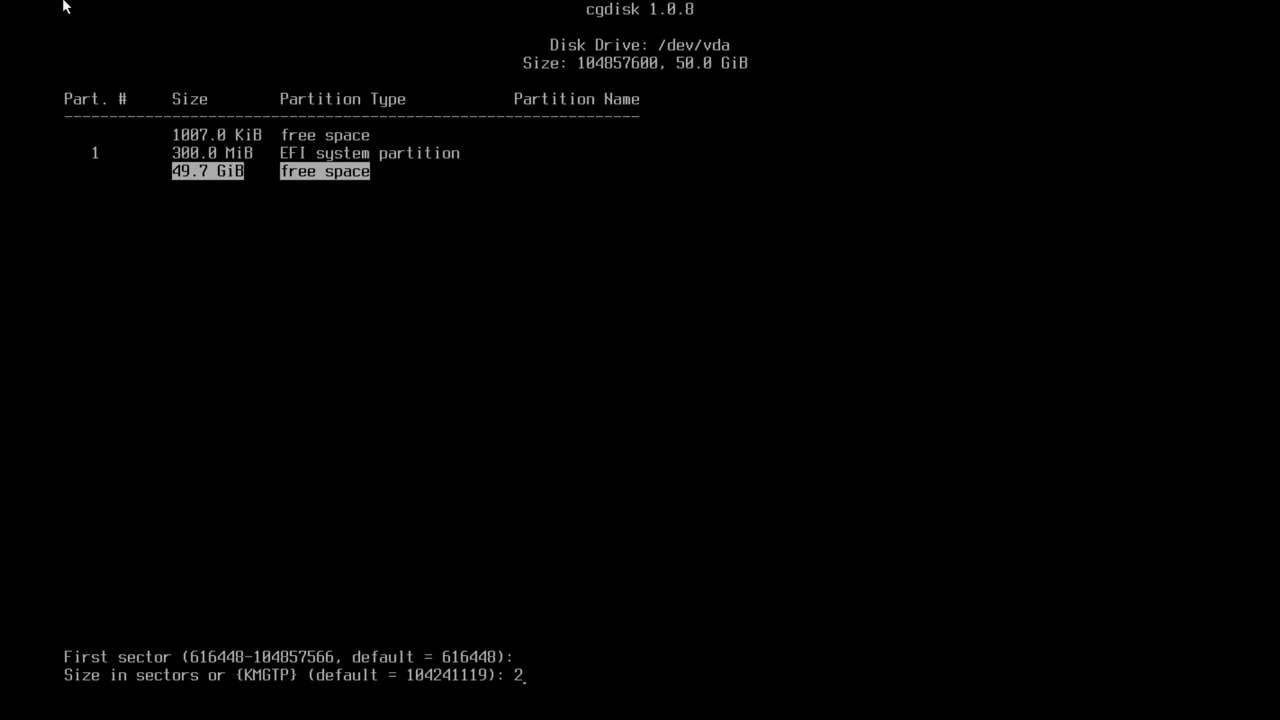 cgdisk 1.0.8
Disk Drive: /dev/vda
Size: 104857600, 50.0 GiB
Part. # Size Partition Type Partition Name
----------------------------------------------------------------
1007.0 KiB free space
1 300.0 MiB EFI system partition
49.7 GiB free space
First sector (616448-104857566, default = 616448):
Size in sectors or {KMGTP} (default = 104241119): 2_